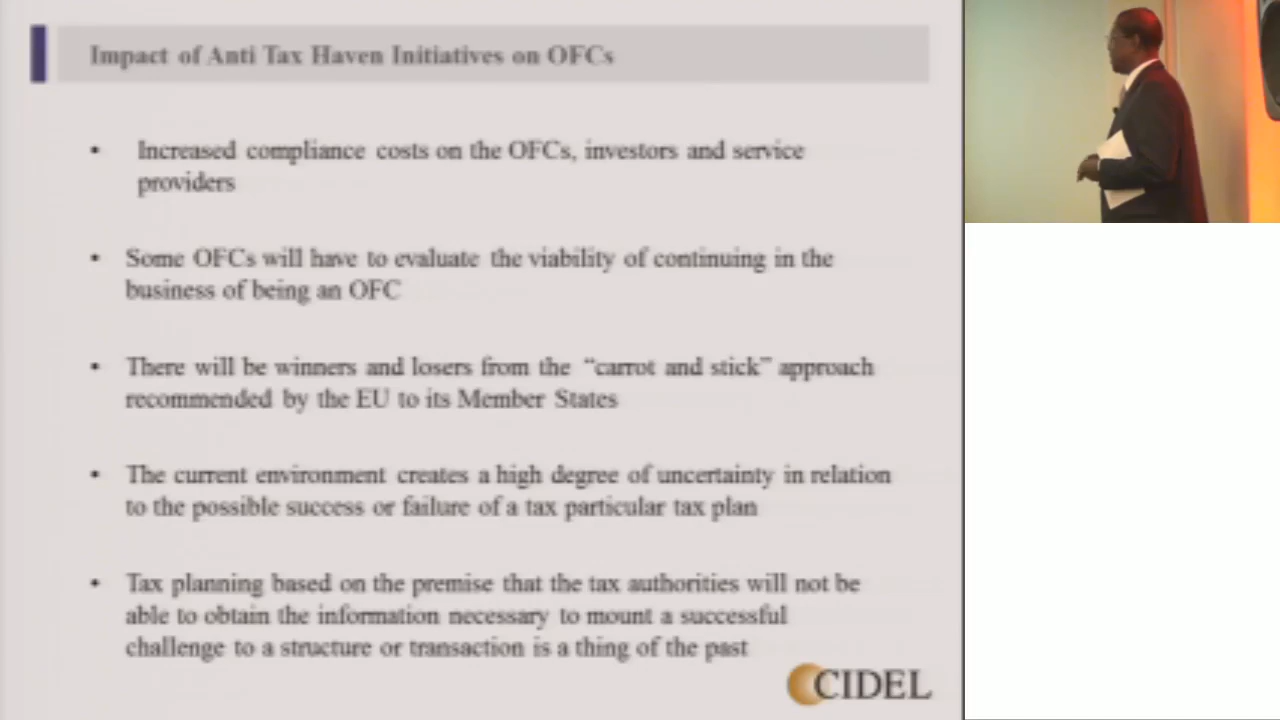 Impact of Anti Tax Haven Initiatives on OFCs
• Increased compliance costs on the OFCs, investors and service
providers
• Some OFCs will have to evaluate the viability of continuing in the
business of being an OFC
• There will be winners and losers from the “carrot and stick” approach
recommended by the EU to its Member States
• The current environment creates a high degree of uncertainty in relation
to the possible success or failure of a tax particular tax plan
• Tax planning based on the premise that the tax authorities will not be
able to obtain the information necessary to mount a successful
challenge to a structure or transaction is a thing of the past
CIDEL